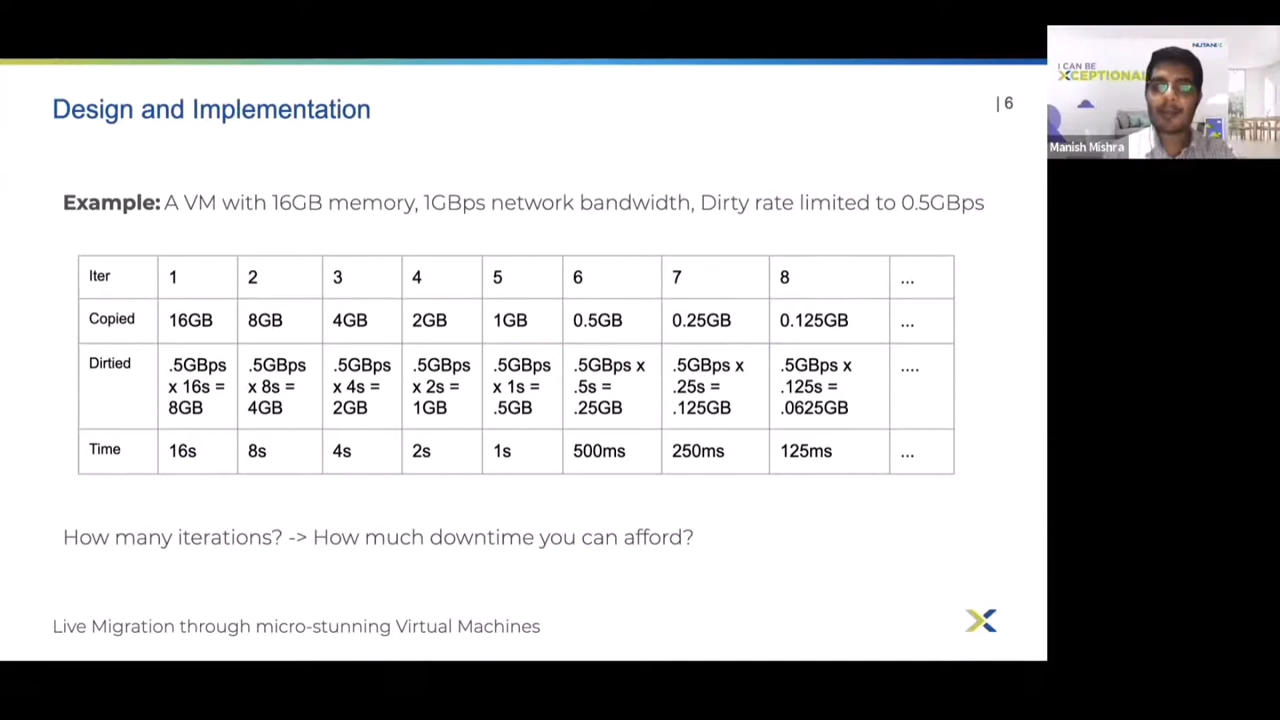 Design and Implementation
| 6
NUTANIX
I CAN BE
XCEPTIONAL
Manish Mishra
Example: A VM with 16GB memory, 1GBps network bandwidth, Dirty rate limited to 0.5GBps
Iter 1 2 3 4 5 6 7 8 ...
Copied 16GB 8GB 4GB 2GB 1GB 0.5GB 0.25GB 0.125GB ...
Dirtied .5GBps .5GBps .5GBps .5GBps .5GBps .5GBps x .5GBps x .5GBps x ....
x 16s = x 8s = x 4s = x 2s = x 1s = .5s = .25s = .125s =
8GB 4GB 2GB 1GB .5GB .25GB .125GB .0625GB
Time 16s 8s 4s 2s 1s 500ms 250ms 125ms ...
How many iterations? -> How much downtime you can afford?
Live Migration through micro-stunning Virtual Machines